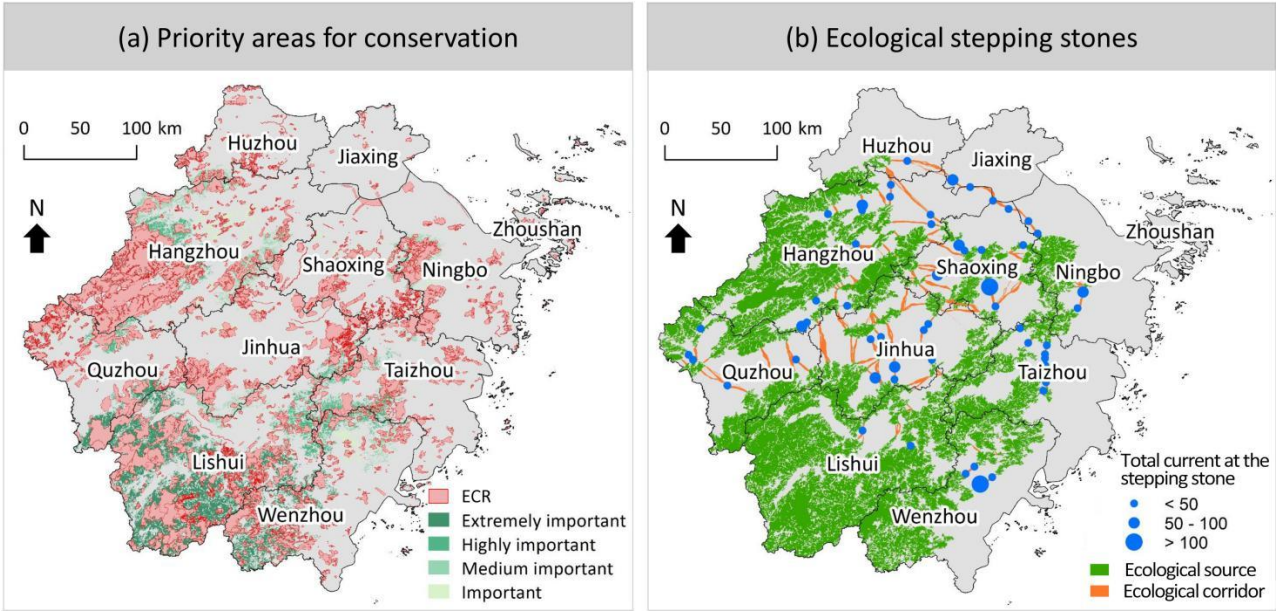 (a) Priority areas for conservation
0 50 100 km
N
Huzhou
Jiaxing
Zhoushan
Hangzhou
Shaoxing
Ningbo
Jinhua
Quzhou
Taizhou
Lishui
Wenzhou
ECR
Extremely important
Highly important
Medium important
Important
(b) Ecological stepping stones
0 50 100 km
N
Huzhou
Jiaxing
Zhoushan
Hangzhou
Shaoxing
Ningbo
Jinhua
Quzhou
Taizhou
Lishui
Wenzhou
Total current at the
stepping stone
< 50
50 - 100
> 100
Ecological source
Ecological corridor